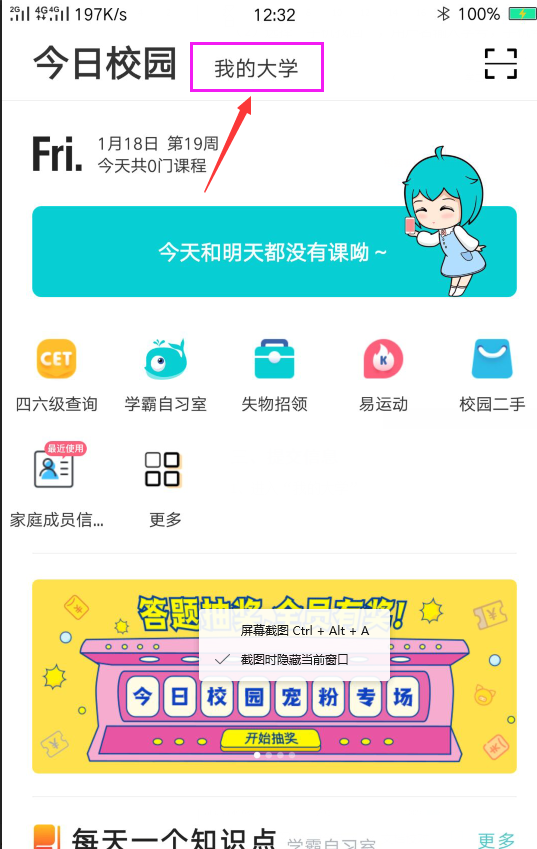 2G 4G 4G 197K/s 12:32 100%
今日校园 我的大学
Fri. 1月18日 第19周
今天共0门课程
今天和明天都没有课呦~
CET
K
四六级查询 学霸自习室 失物招领 易运动 校园二手
最近使用
家庭成员信... 更多
答题抽奖 全员有奖!
屏幕截图 Ctrl + Alt + A
截图时隐藏当前窗口
今日校园宠粉专场
开始抽奖
每天一个知识点 学霸自习室 更多